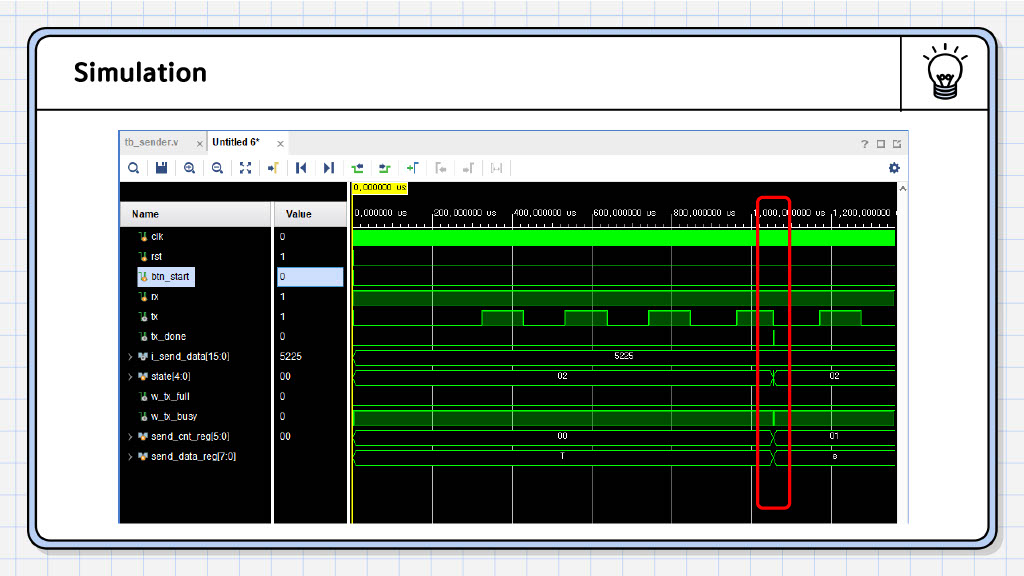 Simulation
tb_sender.v × Untitled 6* ×
?
0,000000 us
Name Value
0,000000 us 200,000000 us 400,000000 us 600,000000 us 800,000000 us 1,000,000000 us 1,200,000000
clk 0
rst 1
btn_start 0
rx 1
tx 1
tx_done 0
i_send_data[15:0] 5225 5225
state[4:0] 00 02 02
w_tx_full 0
w_tx_busy 0
send_cnt_reg[5:0] 00 00 01
send_data_reg[7:0] T e